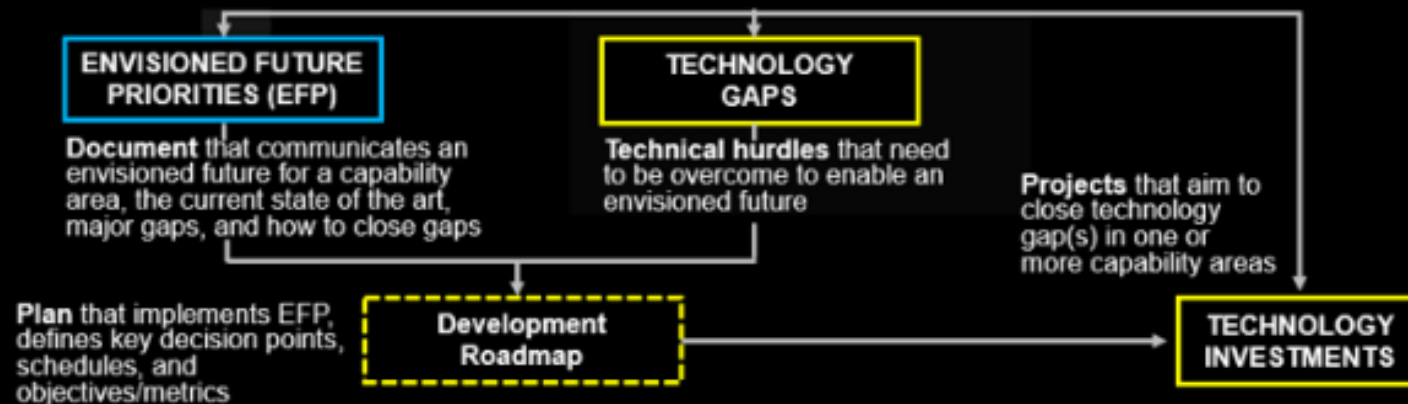 ENVISIONED FUTURE
PRIORITIES (EFP)
Document that communicates an
envisioned future for a capability
area, the current state of the art,
major gaps, and how to close gaps
TECHNOLOGY
GAPS
Technical hurdles that need
to be overcome to enable an
envisioned future
Projects that aim to
close technology
gap(s) in one or
more capability areas
Plan that implements EFP,
defines key decision points,
schedules, and
objectives/metrics
Development
Roadmap
TECHNOLOGY
INVESTMENTS